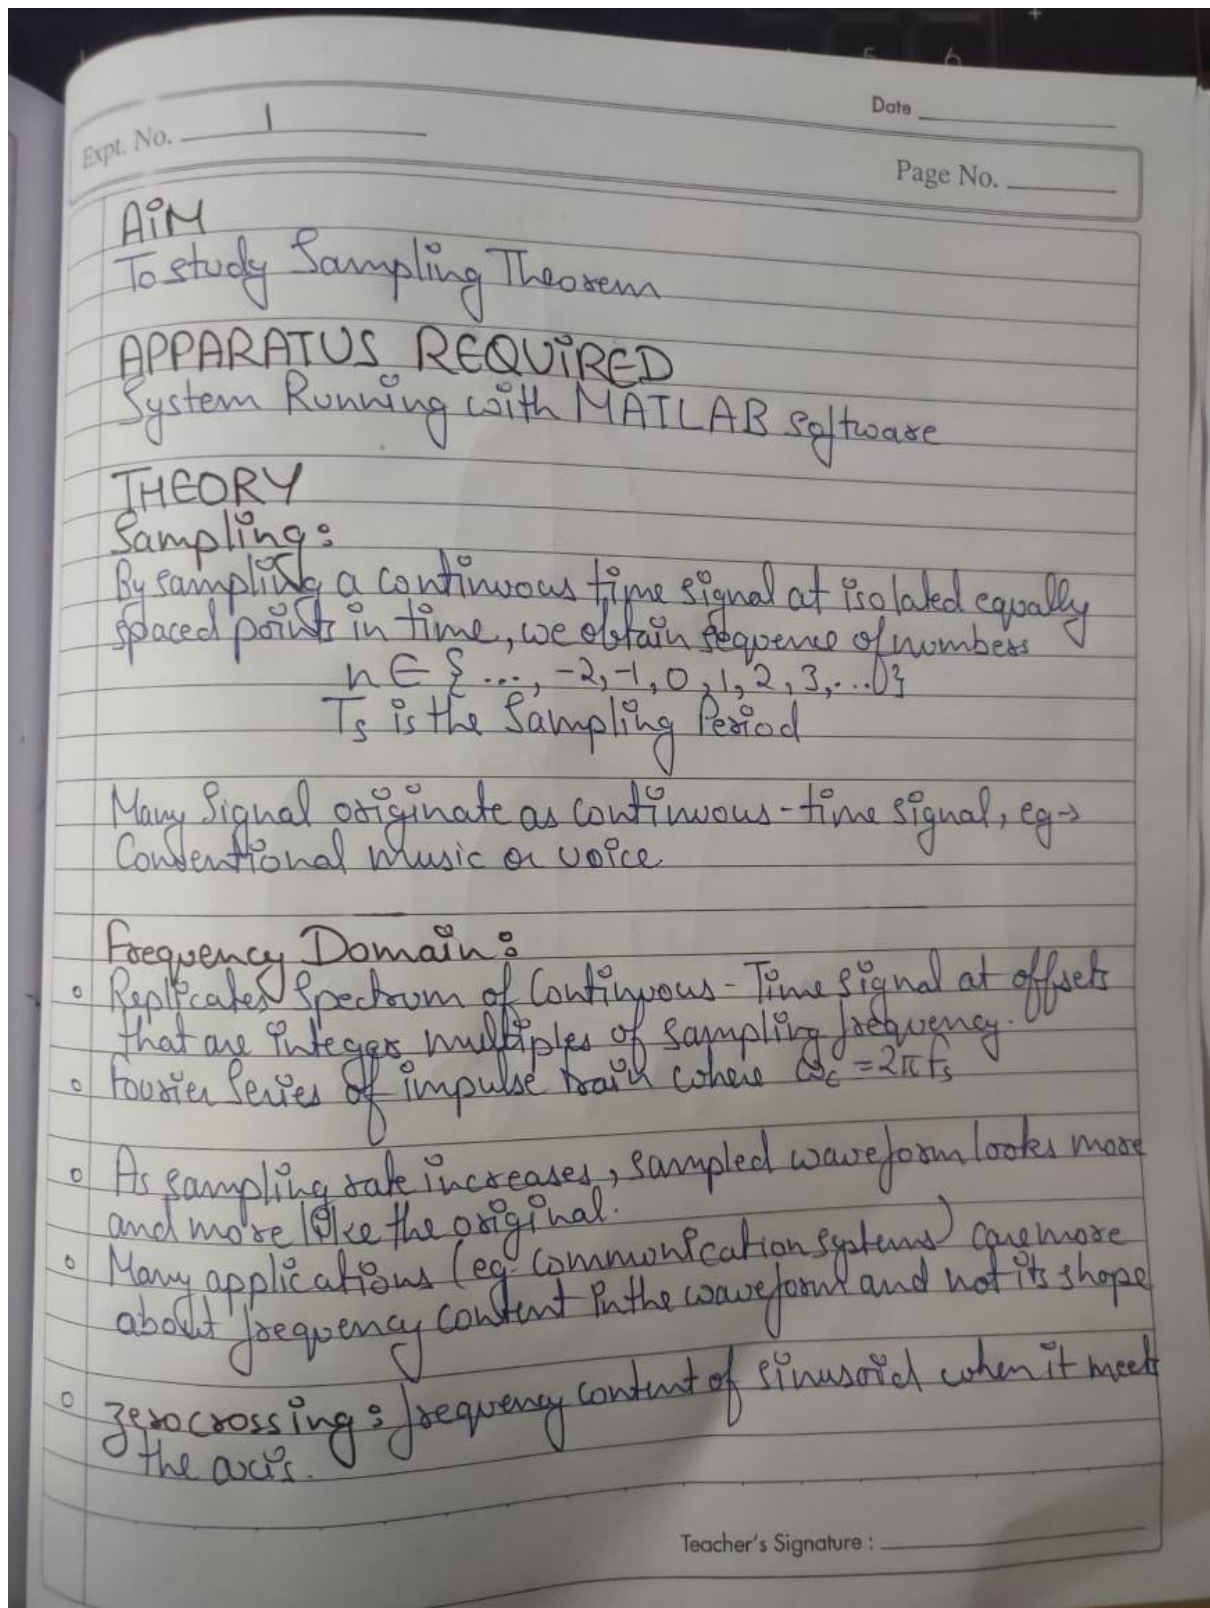 5 6
Date
Expt. No. 1
Page No.
AiM
To study Sampling Theorem
APPARATUS REQUiRED
System Running with MATLAB software
THEORY
Sampling:
By sampling a continuous time signal at isolated equally
spaced points in time, we obtain sequence of numbers
n ∈ {..., -2, -1, 0, 1, 2, 3, ...}
Ts is the Sampling Period
Many Signal originate as continuous-time signal, eg→
Conventional music or voice
Frequency Domain:
• Replicates Spectrum of Continuous-Time signal at offsets
that are integer multiples of sampling frequency.
• Fourier Series of impulse train where = 2π fs
• As sampling rate increases, sampled waveform looks more
and more like the original.
• Many applications (eg. communication systems) care more
about frequency content in the waveform and not its shape
• zerocrossing: frequency content of sinusoid when it meets
the axis.
Teacher's Signature :